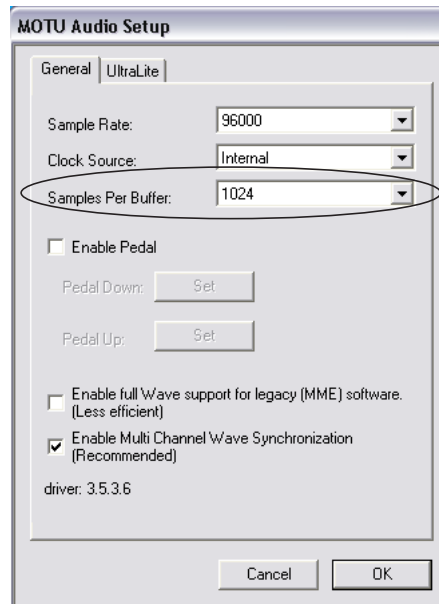 MOTU Audio Setup
General UltraLite
Sample Rate: 96000
Clock Source: Internal
Samples Per Buffer: 1024
Enable Pedal
Pedal Down: Set
Pedal Up: Set
Enable full Wave support for legacy (MME) software.
(Less efficient)
Enable Multi Channel Wave Synchronization
(Recommended)
driver: 3.5.3.6
Cancel OK